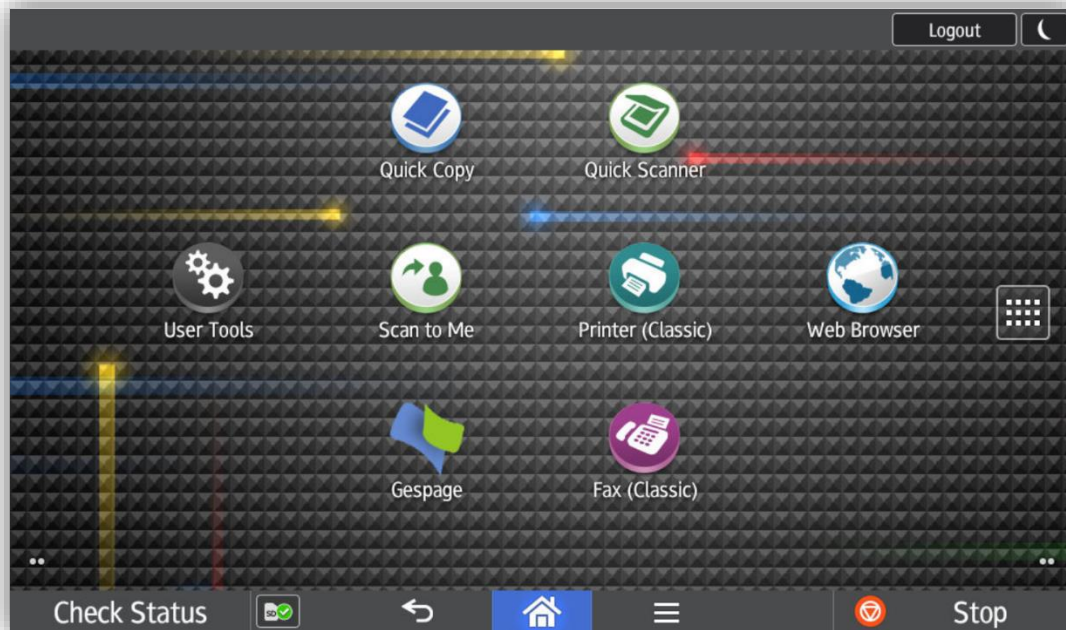 Logout
Quick Copy
Quick Scanner
User Tools
Scan to Me
Printer (Classic)
Web Browser
Gespage
Fax (Classic)
Check Status
SD
Stop